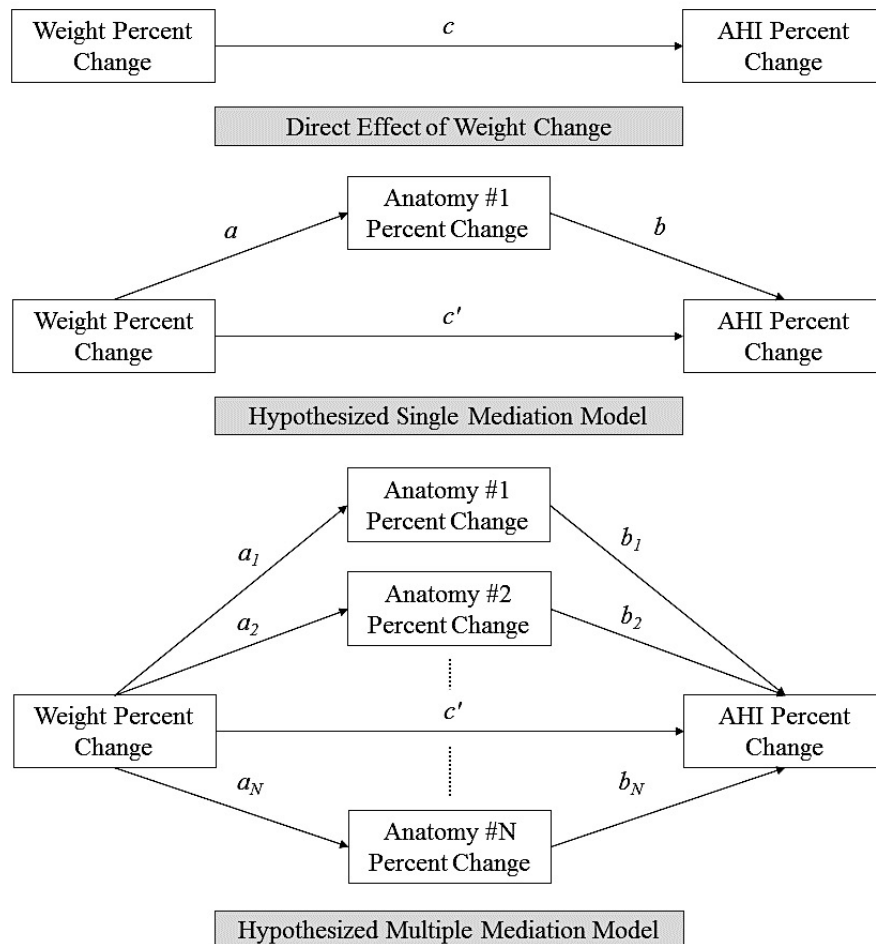 Weight Percent
Change
c
AHI Percent
Change
Direct Effect of Weight Change
Anatomy #1
Percent Change
a
b
Weight Percent
Change
c'
AHI Percent
Change
Hypothesized Single Mediation Model
Anatomy #1
Percent Change
a1
b1
Anatomy #2
Percent Change
a2
b2
Weight Percent
Change
c'
AHI Percent
Change
aN
bN
Anatomy #N
Percent Change
Hypothesized Multiple Mediation Model